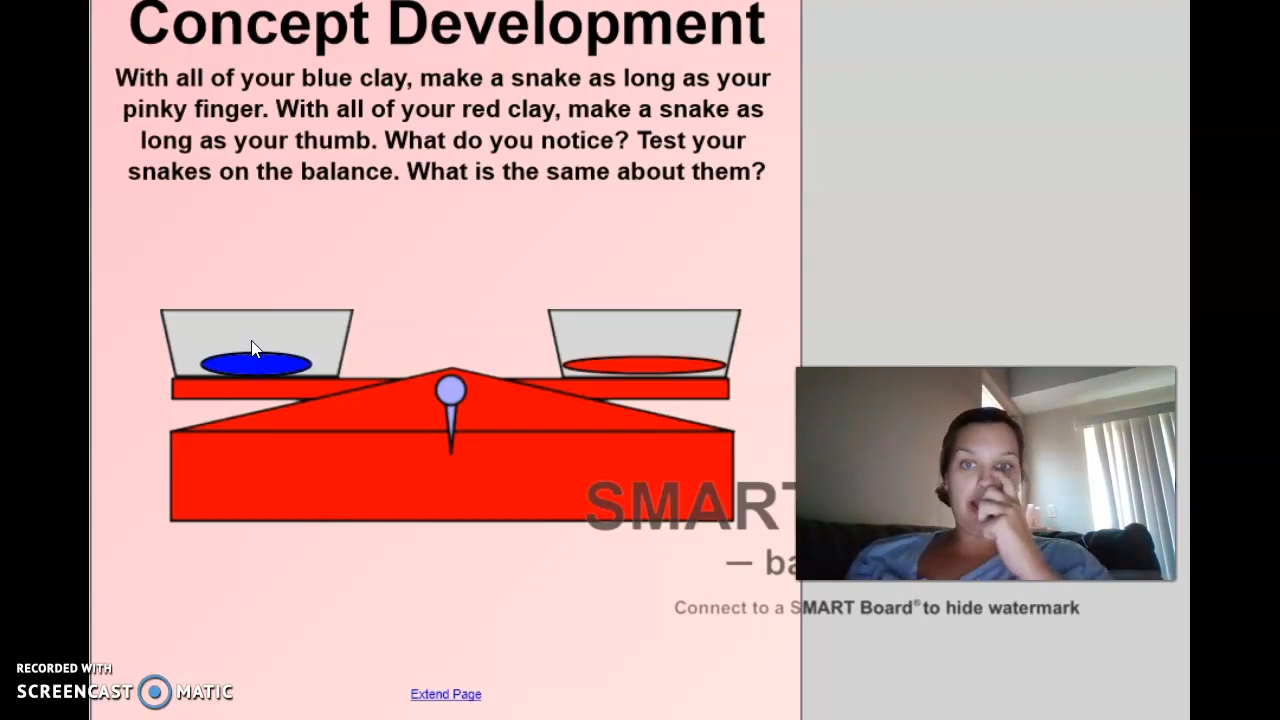 Concept Development
With all of your blue clay, make a snake as long as your
pinky finger. With all of your red clay, make a snake as
long as your thumb. What do you notice? Test your
snakes on the balance. What is the same about them?
SMART
— ba
Connect to a SMART Board® to hide watermark
RECORDED WITH
SCREENCAST MATIC
Extend Page